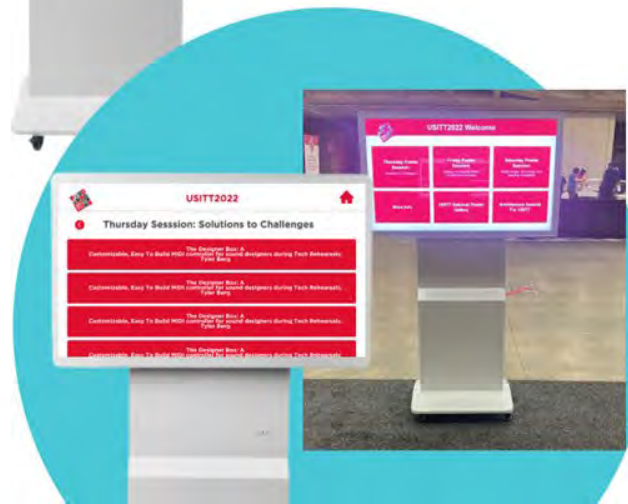 USITT2022
Thursday Sesssion: Solutions to Challenges
The Designer Box: A
Customizable, Easy To Build MIDI controller for sound designers during Tech Rehearsals.
Tyler Berg
The Designer Box: A
Customizable, Easy To Build MIDI controller for sound designers during Tech Rehearsals.
Tyler Berg
The Designer Box: A
Customizable, Easy To Build MIDI controller for sound designers during Tech Rehearsals.
Tyler Berg
The Designer Box: A
Customizable, Easy To Build MIDI controller for sound designers during Tech Rehearsals.
USITT2022 Welcome
Thursday Poster
Session:
Friday Poster
Session:
Saturday Poster
Session:
More Info
USITT Digital Poster
Gallery